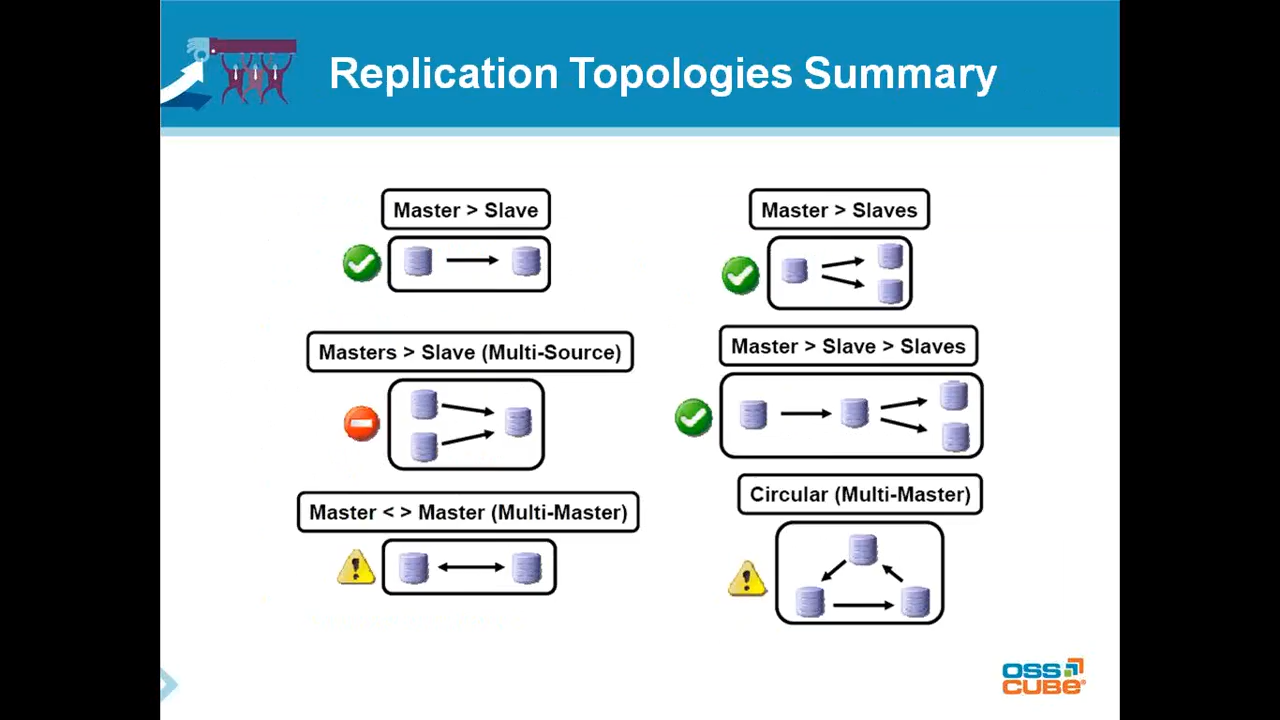 Replication Topologies Summary
Master > Slave
Master > Slaves
Masters > Slave (Multi-Source)
Master > Slave > Slaves
Master < > Master (Multi-Master)
Circular (Multi-Master)
OSS
CUBE